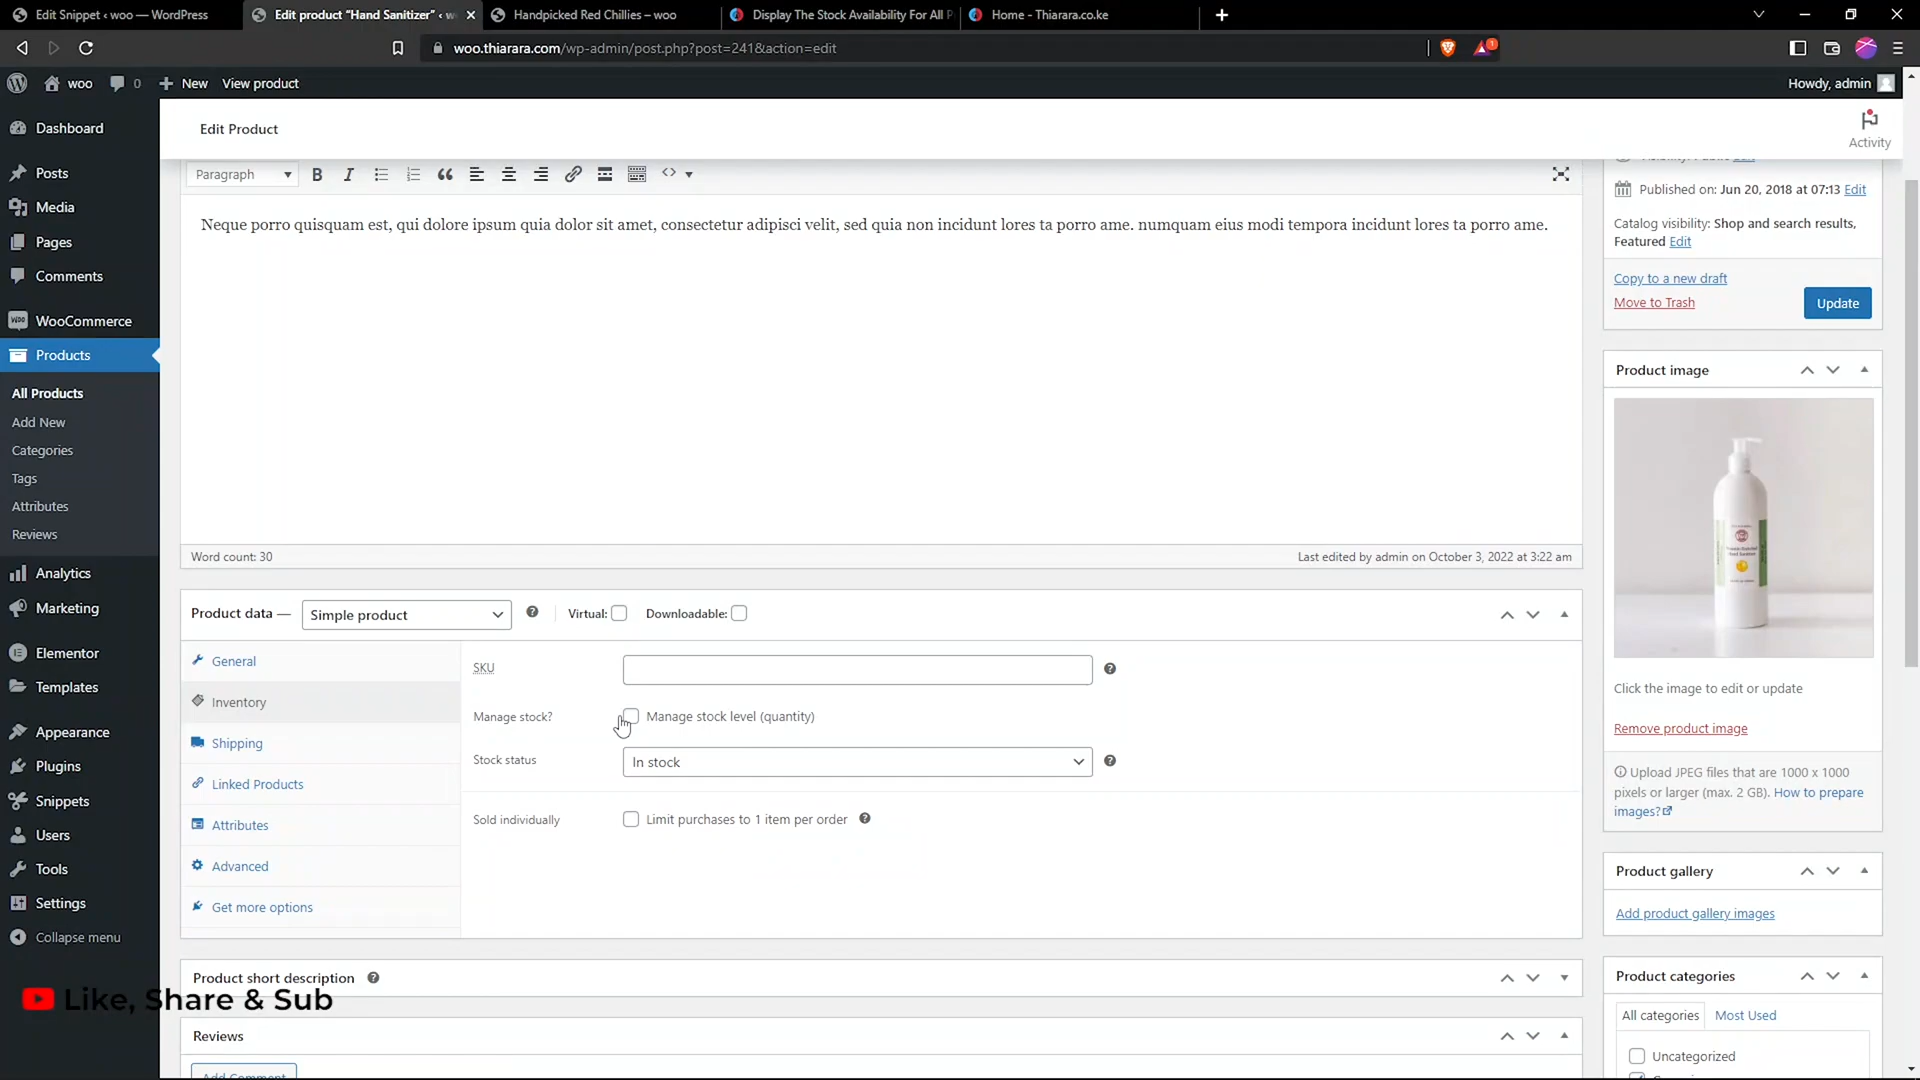 Edit Snippet ‹ woo — WordPress
Edit product “Hand Sanitizer” ‹ w
Handpicked Red Chillies – woo
Display The Stock Availability For All P
Home - Thiarara.co.ke
woo.thiarara.com/wp-admin/post.php?post=241&action=edit
1
woo
0
New
View product
Howdy, admin
Dashboard
Posts
Media
Pages
Comments
WooCommerce
Products
All Products
Add New
Categories
Tags
Attributes
Reviews
Analytics
Marketing
Elementor
Templates
Appearance
Plugins
Snippets
Users
Tools
Settings
Collapse menu
Edit Product
Activity
Paragraph
Neque porro quisquam est, qui dolore ipsum quia dolor sit amet, consectetur adipisci velit, sed quia non incidunt lores ta porro ame. numquam eius modi tempora incidunt lores ta porro ame.
Word count: 30
Last edited by admin on October 3, 2022 at 3:22 am
Product data —
Simple product
Virtual:
Downloadable:
General
Inventory
Shipping
Linked Products
Attributes
Advanced
Get more options
SKU
Manage stock?
Manage stock level (quantity)
Stock status
In stock
Sold individually
Limit purchases to 1 item per order
Product short description
Like, Share & Sub
Reviews
Add Comment
Published on: Jun 20, 2018 at 07:13 Edit
Catalog visibility: Shop and search results,
Featured Edit
Copy to a new draft
Move to Trash
Update
Product image
Click the image to edit or update
Remove product image
Upload JPEG files that are 1000 x 1000
pixels or larger (max. 2 GB). How to prepare
images?
Product gallery
Add product gallery images
Product categories
All categories
Most Used
Uncategorized